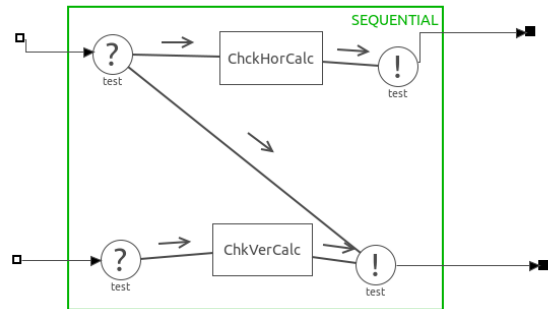 SEQUENTIAL
?
ChckHorCalc
!
test
test
?
ChkVerCalc
!
test
test